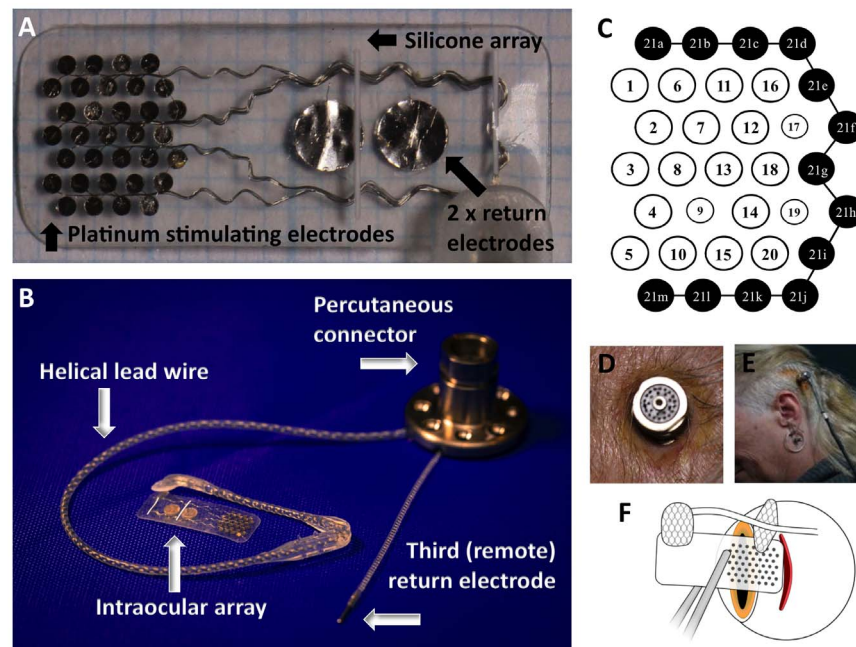 A
Silicone array
2 x return
electrodes
Platinum stimulating electrodes
B
Percutaneous
connector
Helical lead wire
Third (remote)
return electrode
Intraocular array
C
21a 21b 21c 21d
1 6 11 16 21e
2 7 12 17 21f
3 8 13 18 21g
4 9 14 19 21h
5 10 15 20 21i
21m 21l 21k 21j
D
E
F